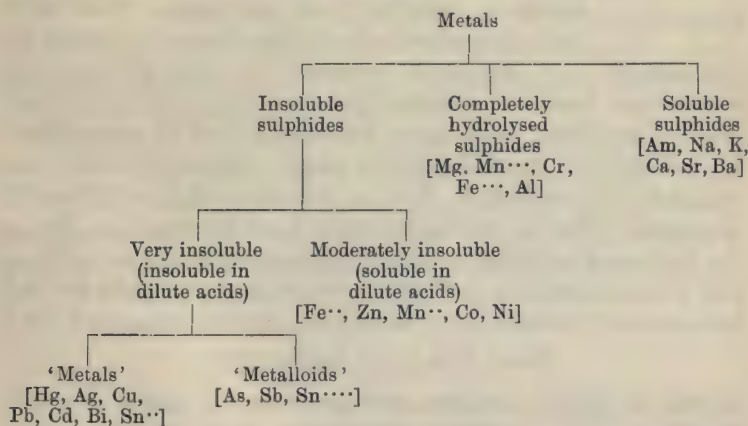 Metals
Insoluble
sulphides
Completely
hydrolysed
sulphides
[Mg. Mn···, Cr,
Fe···, Al]
Soluble
sulphides
[Am, Na, K,
Ca, Sr, Ba]
Very insoluble
(insoluble in
dilute acids)
Moderately insoluble
(soluble in
dilute acids)
[Fe··, Zn, Mn··, Co, Ni]
'Metals'
[Hg, Ag, Cu,
Pb, Cd, Bi, Sn··]
'Metalloids'
[As, Sb, Sn····]